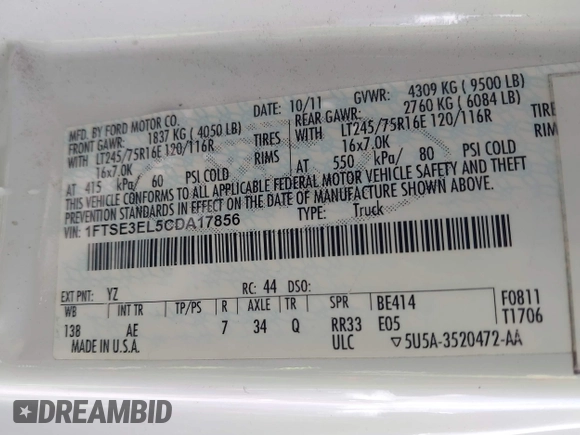 MFD. BY FORD MOTOR CO.
DATE: 10/11 GVWR: 4309 KG ( 9500 LB)
FRONT GAWR: 1837 KG ( 4050 LB) REAR GAWR: 2760 KG ( 6084 LB)
WITH LT245/75R16E 120/116R TIRES WITH LT245/75R16E 120/116R TIRES
16x7.0K RIMS 16x7.0K RIMS
AT 415 kPa/ 60 PSI COLD AT 550 kPa/ 80 PSI COLD
THIS VEHICLE CONFORMS TO ALL APPLICABLE FEDERAL MOTOR VEHICLE SAFETY AND THEFT
PREVENTION STANDARDS IN EFFECT ON THE DATE OF MANUFACTURE SHOWN ABOVE.
VIN: 1FTSE3EL5CDA17856 TYPE: Truck
EXT PNT: YZ RC: 44 DSO:
WB INT TR TP/PS R AXLE TR SPR BE414 F0811
138 AE 7 34 Q RR33 E05 T1706
MADE IN U.S.A. ULC ▽5U5A-3520472-AA
DREAMBID